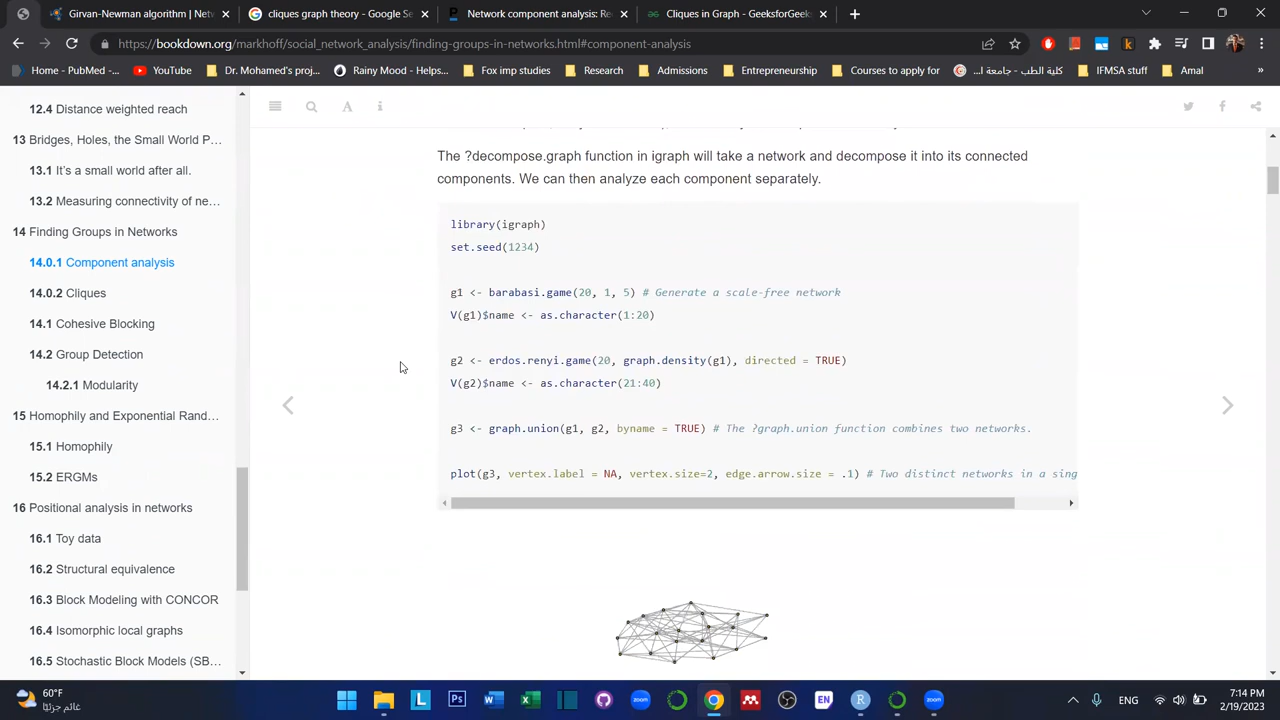 Girvan-Newman algorithm | Netw
cliques graph theory - Google Se
Network component analysis: Rec
Cliques in Graph - GeeksforGeeks
https://bookdown.org/markhoff/social_network_analysis/finding-groups-in-networks.html#component-analysis
Home - PubMed -...
YouTube
Dr. Mohamed's proj...
Rainy Mood - Helps...
Fox imp studies
Research
Admissions
Entrepreneurship
Courses to apply for
كلية الطب - جامعة ا...
IFMSA stuff
Amal
»
12.4 Distance weighted reach
13 Bridges, Holes, the Small World P...
13.1 It's a small world after all.
13.2 Measuring connectivity of ne...
14 Finding Groups in Networks
14.0.1 Component analysis
14.0.2 Cliques
14.1 Cohesive Blocking
14.2 Group Detection
14.2.1 Modularity
15 Homophily and Exponential Rand...
15.1 Homophily
15.2 ERGMs
16 Positional analysis in networks
16.1 Toy data
16.2 Structural equivalence
16.3 Block Modeling with CONCOR
16.4 Isomorphic local graphs
16.5 Stochastic Block Models (SB...
The ?decompose.graph function in igraph will take a network and decompose it into its connected
components. We can then analyze each component separately.
library(igraph)
set.seed(1234)
g1 <- barabasi.game(20, 1, 5) # Generate a scale-free network
V(g1)$name <- as.character(1:20)
g2 <- erdos.renyi.game(20, graph.density(g1), directed = TRUE)
V(g2)$name <- as.character(21:40)
g3 <- graph.union(g1, g2, byname = TRUE) # The ?graph.union function combines two networks.
plot(g3, vertex.label = NA, vertex.size=2, edge.arrow.size = .1) # Two distinct networks in a sing
60°F
غائم جزئيًا
ENG
7:14 PM
2/19/2023